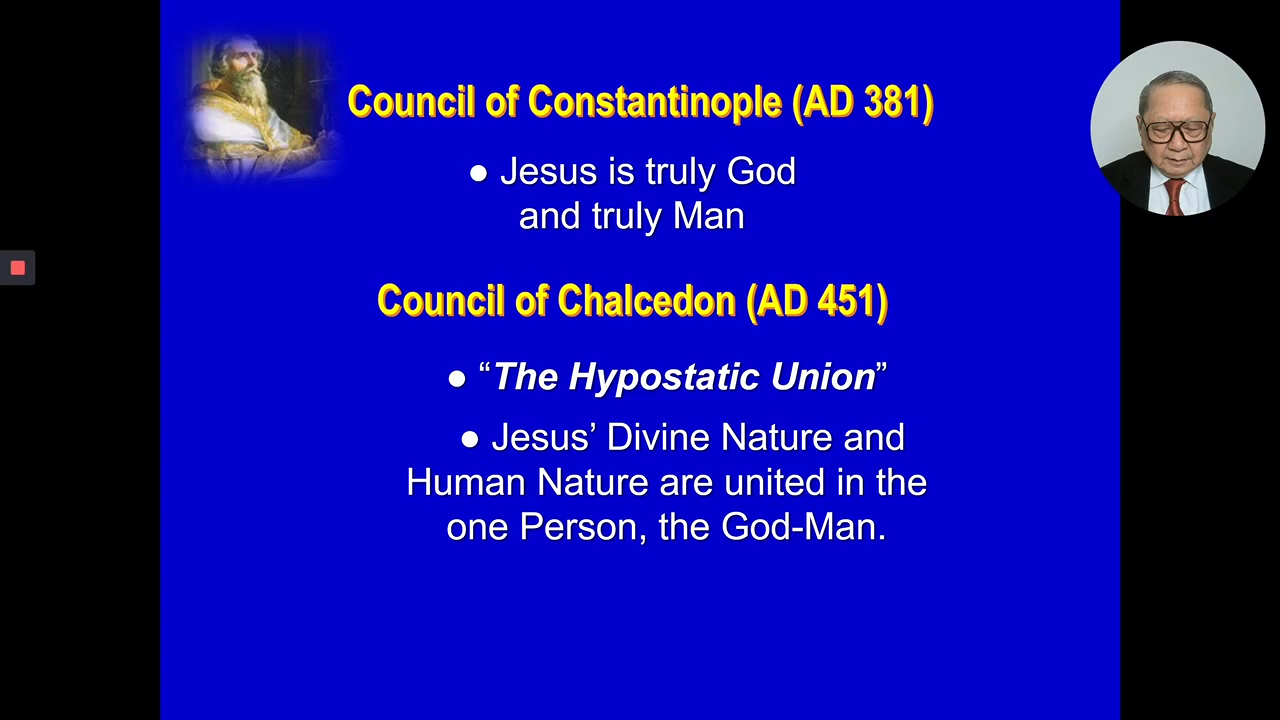 Council of Constantinople (AD 381)
● Jesus is truly God
and truly Man
Council of Chalcedon (AD 451)
● “The Hypostatic Union”
● Jesus’ Divine Nature and
Human Nature are united in the
one Person, the God-Man.